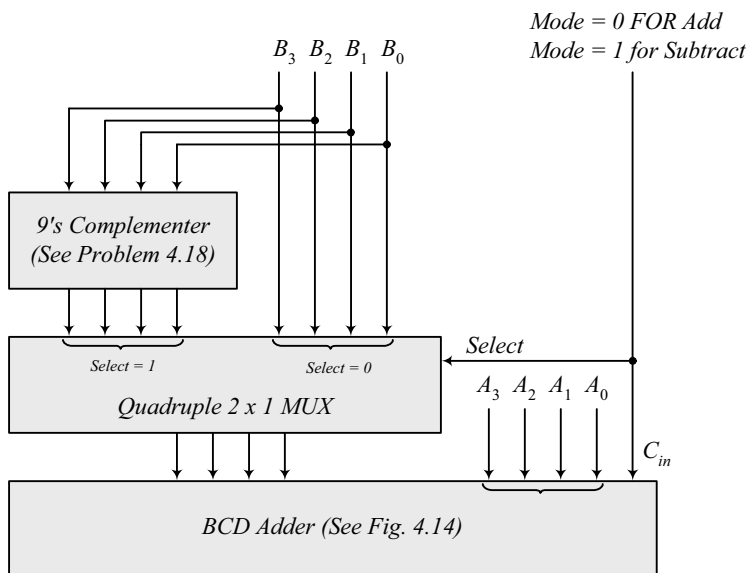 Mode = 0 FOR Add
Mode = 1 for Subtract
B3 B2 B1 B0
9's Complementer
(See Problem 4.18)
Select
Select = 1
Select = 0
Quadruple 2 x 1 MUX
A3 A2 A1 A0
Cin
BCD Adder (See Fig. 4.14)